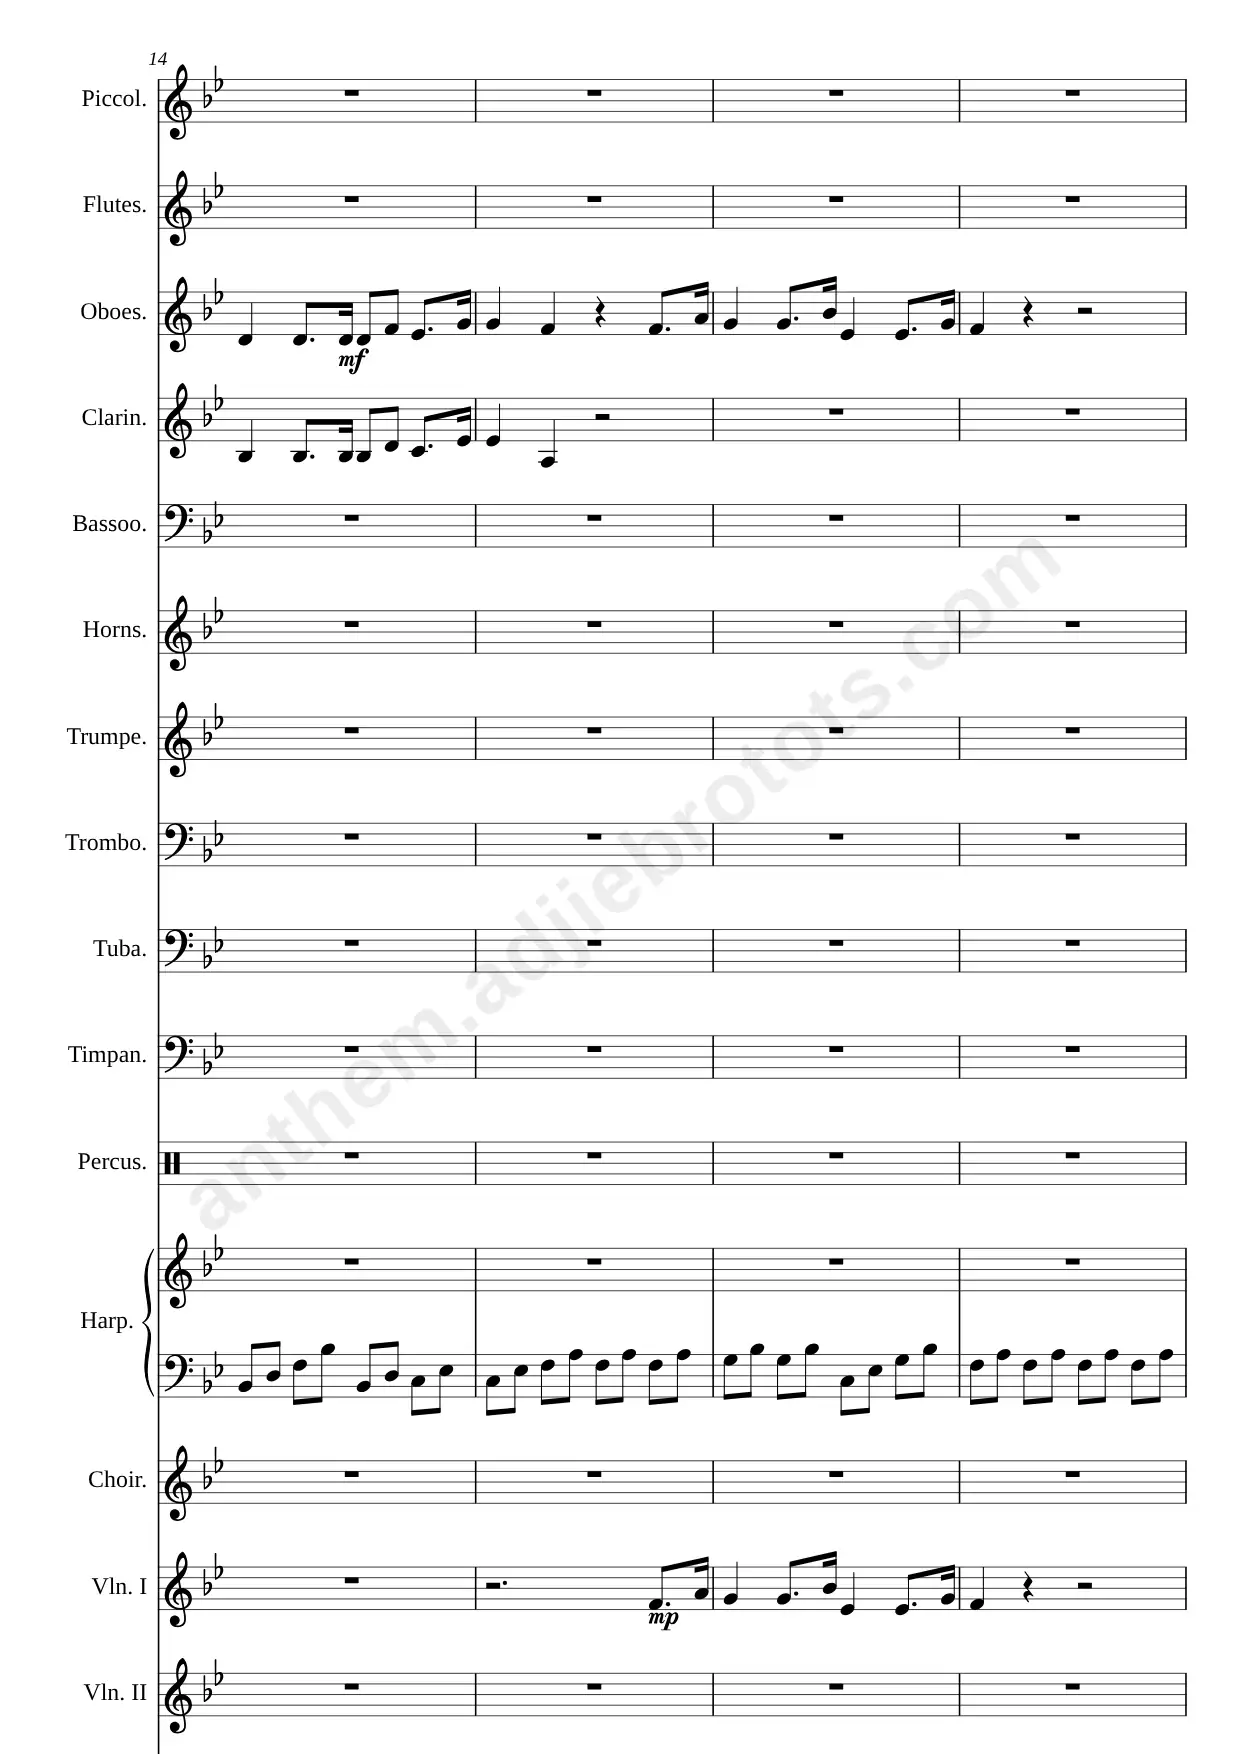 14
Piccol.
Flutes.
Oboes.
mf
Clarin.
Bassoo.
Horns.
Trumpe.
Trombo.
Tuba.
Timpan.
Percus.
Harp.
Choir.
Vln. I
mp
Vln. II
anthem.adjiebrotots.com